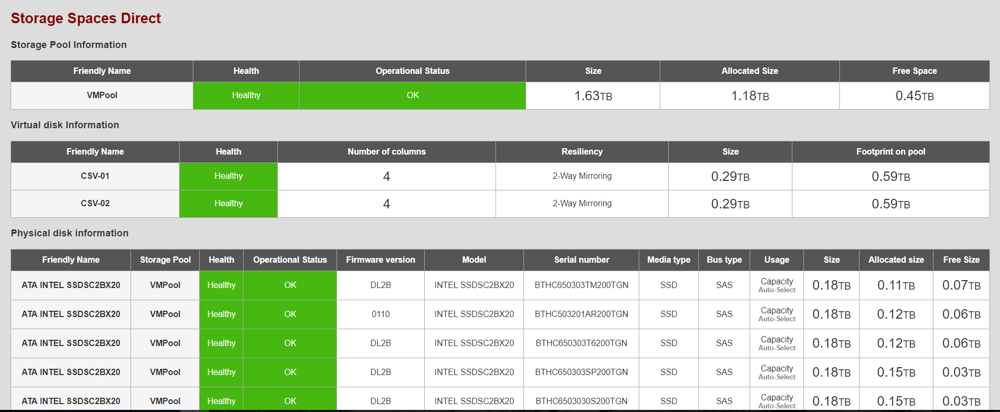 Storage Spaces Direct
Storage Pool Information
Friendly Name Health Operational Status Size Allocated Size Free Space
VMPool Healthy OK 1.63TB 1.18TB 0.45TB
Virtual disk Information
Friendly Name Health Number of columns Resiliency Size Footprint on pool
CSV-01 Healthy 4 2-Way Mirroring 0.29TB 0.59TB
CSV-02 Healthy 4 2-Way Mirroring 0.29TB 0.59TB
Physical disk information
Friendly Name Storage Pool Health Operational Status Firmware version Model Serial number Media type Bus type Usage Size Allocated size Free Size
ATA INTEL SSDSC2BX20 VMPool Healthy OK DL2B INTEL SSDSC2BX20 BTHC650303TM200TGN SSD SAS Capacity 0.18TB 0.11TB 0.07TB
Auto-Select
ATA INTEL SSDSC2BX20 VMPool Healthy OK 0110 INTEL SSDSC2BX20 BTHC503201AR200TGN SSD SAS Capacity 0.18TB 0.12TB 0.06TB
Auto-Select
ATA INTEL SSDSC2BX20 VMPool Healthy OK DL2B INTEL SSDSC2BX20 BTHC650303T6200TGN SSD SAS Capacity 0.18TB 0.12TB 0.06TB
Auto-Select
ATA INTEL SSDSC2BX20 VMPool Healthy OK DL2B INTEL SSDSC2BX20 BTHC650303SP200TGN SSD SAS Capacity 0.18TB 0.15TB 0.03TB
Auto-Select
ATA INTEL SSDSC2BX20 VMPool Healthy OK DL2B INTEL SSDSC2BX20 BTHC6503030S200TGN SSD SAS Capacity 0.18TB 0.15TB 0.03TB
Auto-Select